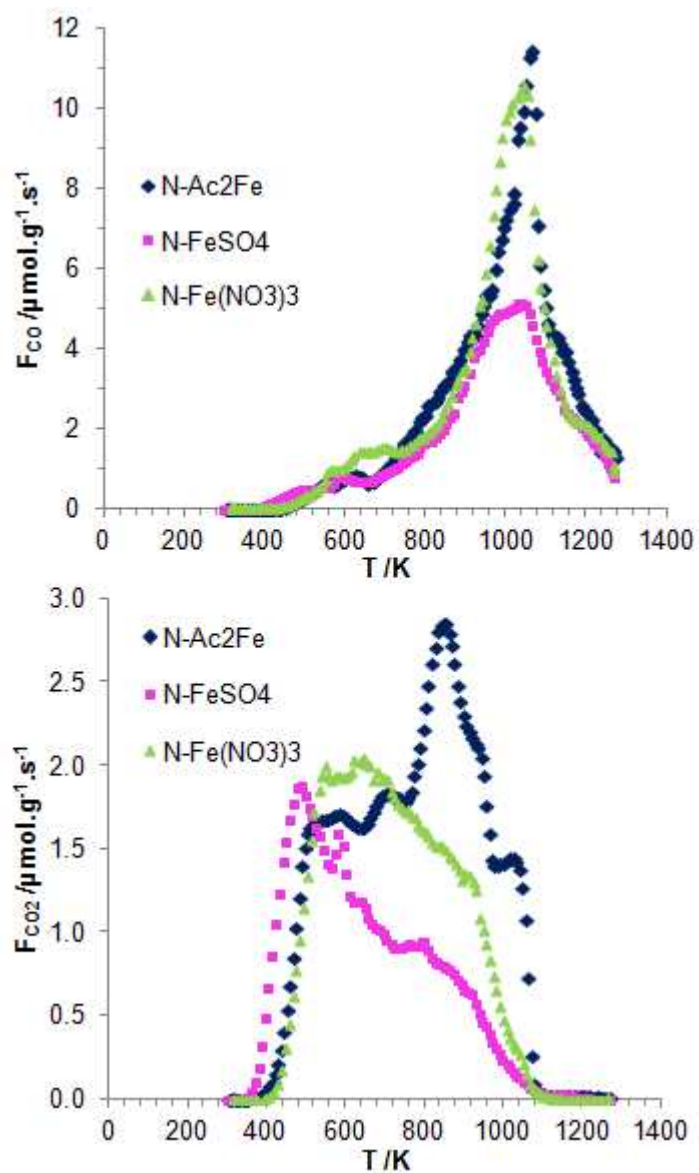 12
10
8
6
4
2
0
F_CO /µmol.g⁻¹.s⁻¹
N-Ac2Fe
N-FeSO4
N-Fe(NO3)3
0 200 400 600 800 1000 1200 1400
T /K
3.0
2.5
2.0
1.5
1.0
0.5
0.0
F_CO2 /µmol.g⁻¹.s⁻¹
N-Ac2Fe
N-FeSO4
N-Fe(NO3)3
0 200 400 600 800 1000 1200 1400
T /K